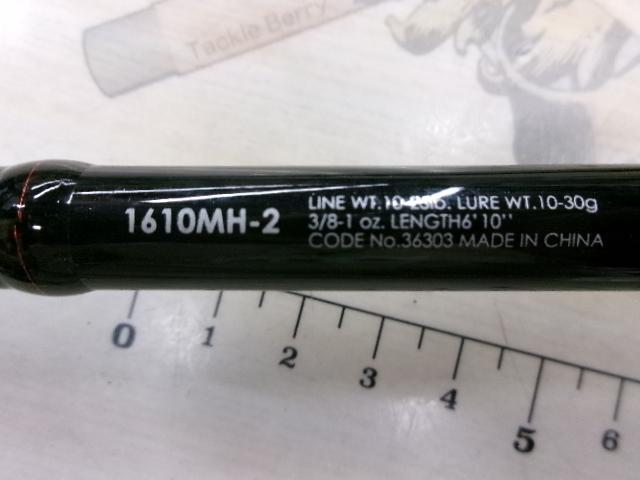 Tackle Berry
1610MH-2
LINE WT. LURE WT.10-30g
3/8-1 oz. LENGTH6'10''
CODE No.36303 MADE IN CHINA
0 1 2 3 4 5 6